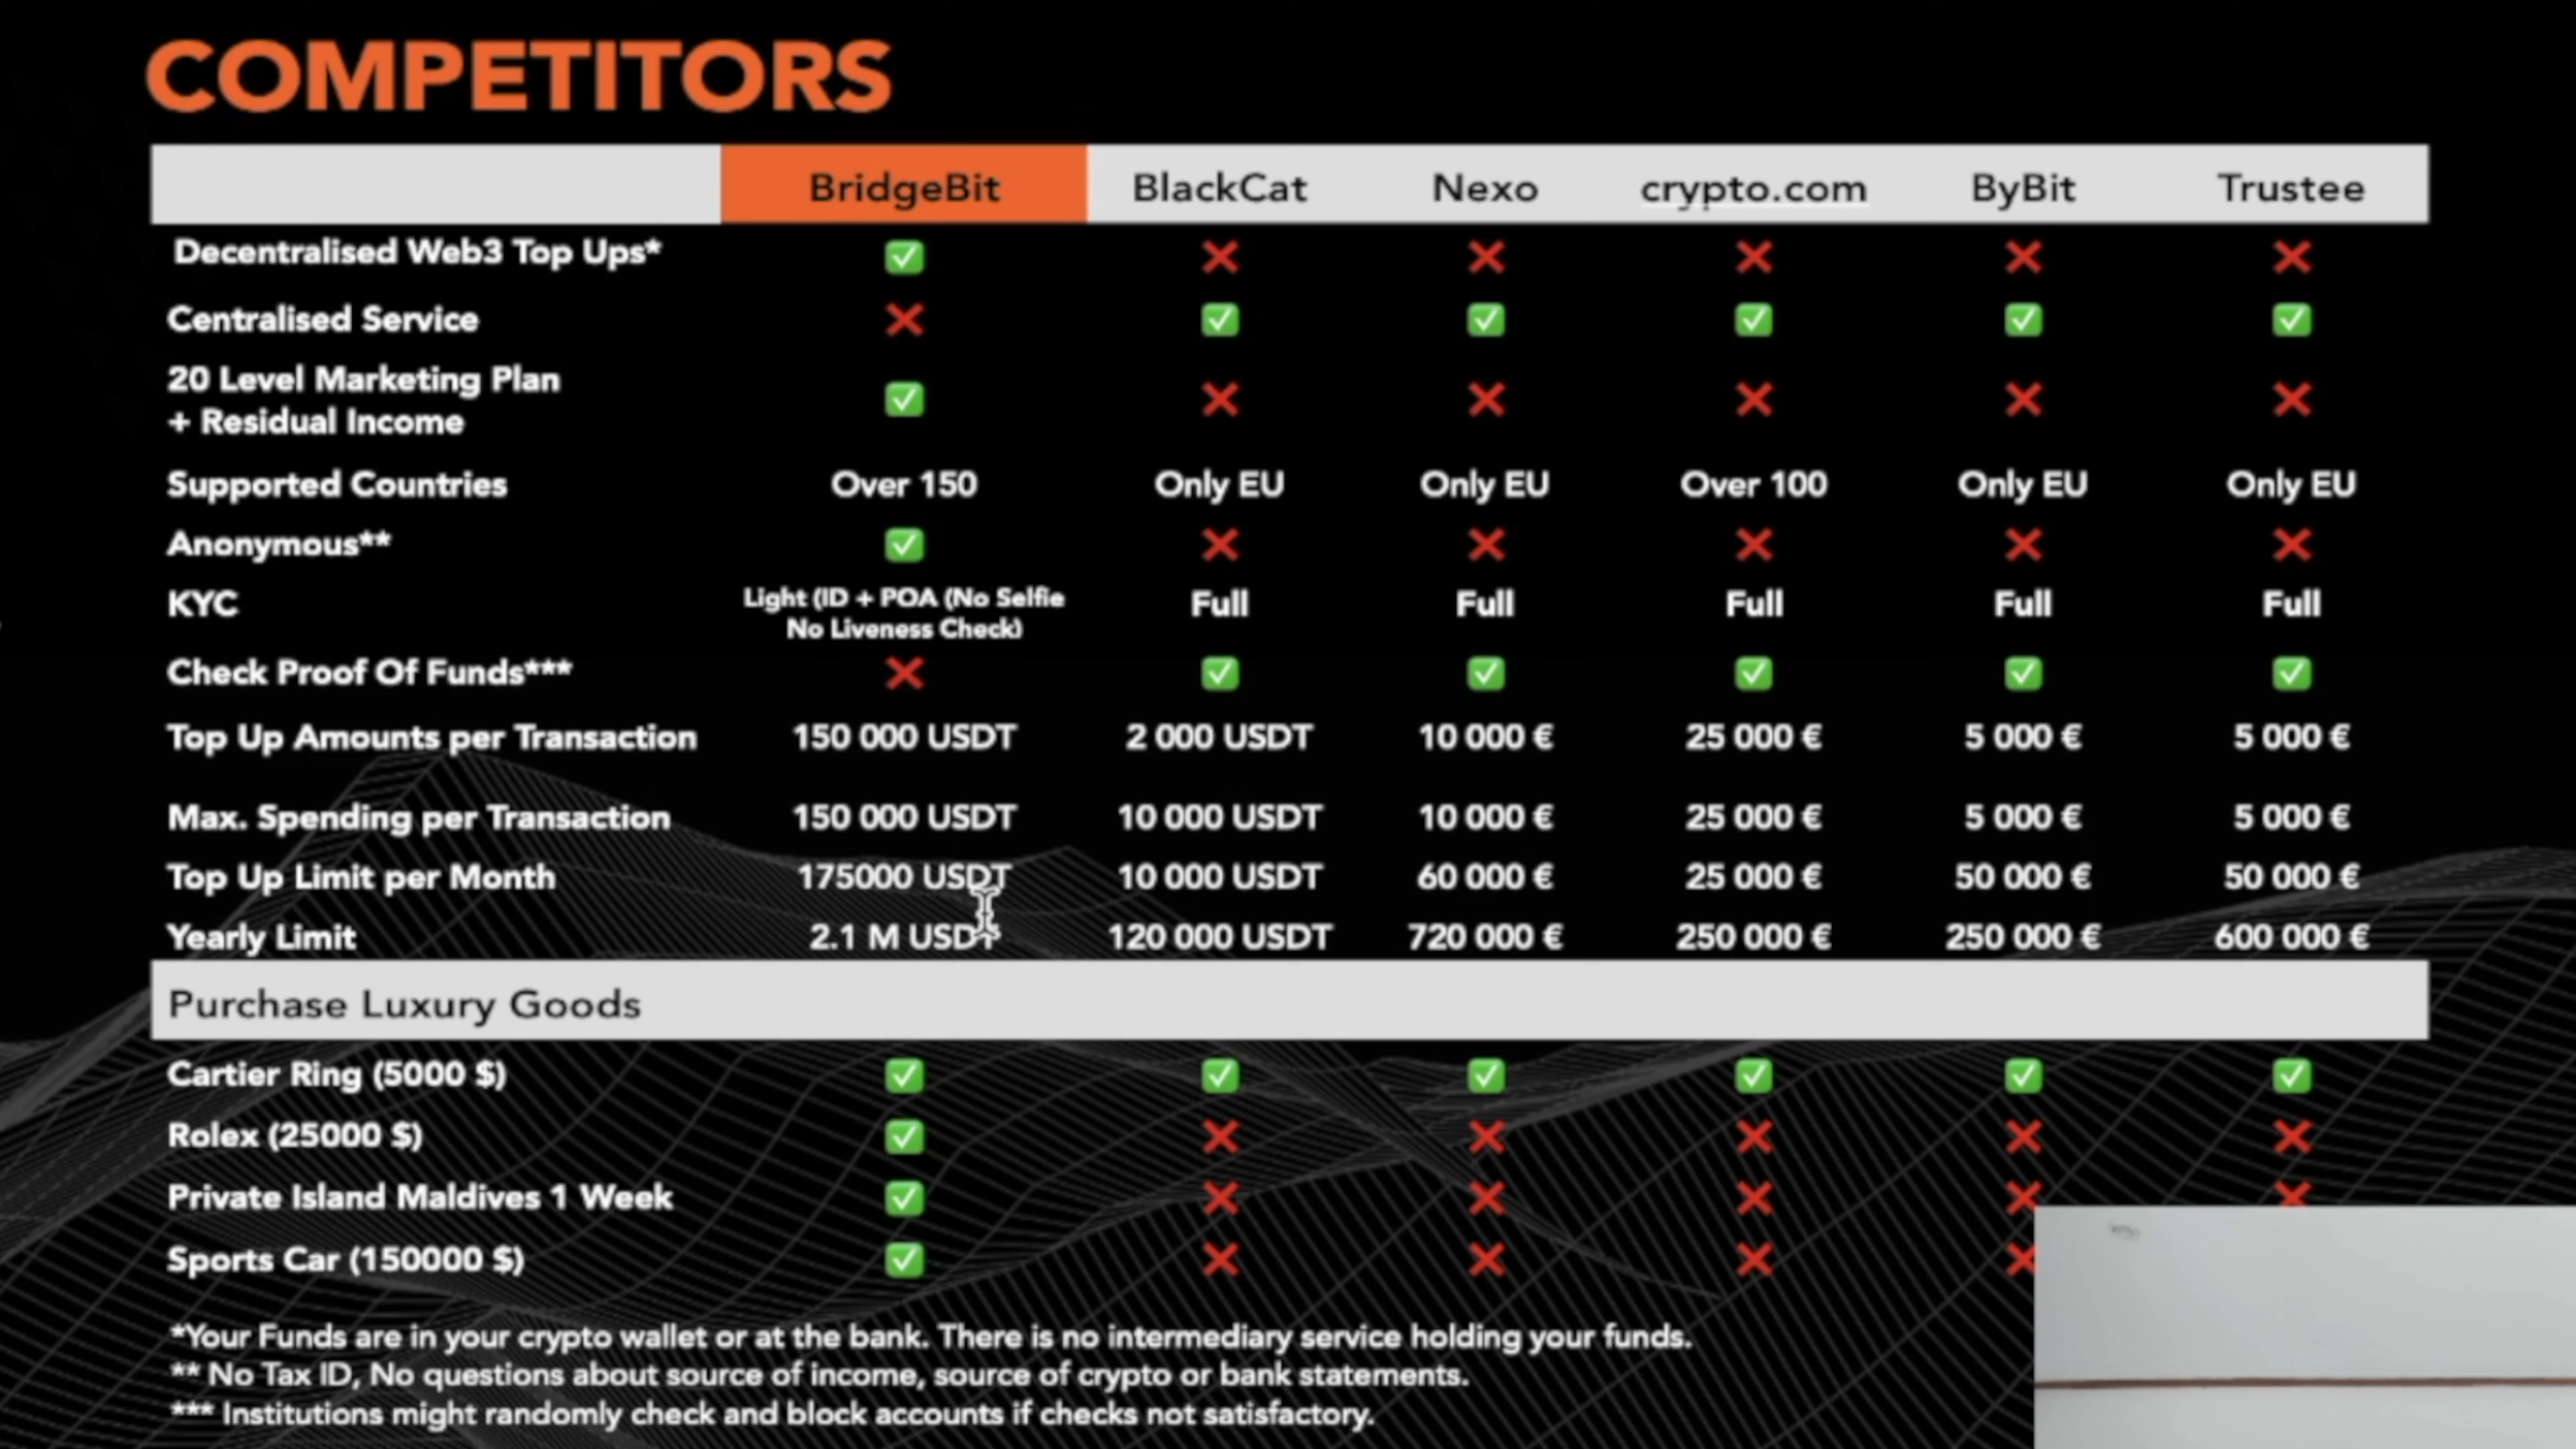 COMPETITORS
BridgeBit BlackCat Nexo crypto.com ByBit Trustee
Decentralised Web3 Top Ups* ✅ ❌ ❌ ❌ ❌ ❌
Centralised Service ❌ ✅ ✅ ✅ ✅ ✅
20 Level Marketing Plan
+ Residual Income ✅ ❌ ❌ ❌ ❌ ❌
Supported Countries Over 150 Only EU Only EU Over 100 Only EU Only EU
Anonymous** ✅ ❌ ❌ ❌ ❌ ❌
KYC Light (ID + POA (No Selfie No Liveness Check) Full Full Full Full Full
Check Proof Of Funds*** ❌ ✅ ✅ ✅ ✅ ✅
Top Up Amounts per Transaction 150 000 USDT 2 000 USDT 10 000 € 25 000 € 5 000 € 5 000 €
Max. Spending per Transaction 150 000 USDT 10 000 USDT 10 000 € 25 000 € 5 000 € 5 000 €
Top Up Limit per Month 175000 USDT 10 000 USDT 60 000 € 25 000 € 50 000 € 50 000 €
Yearly Limit 2.1 M USDT 120 000 USDT 720 000 € 250 000 € 250 000 € 600 000 €
Purchase Luxury Goods
Cartier Ring (5000 $) ✅ ✅ ✅ ✅ ✅ ✅
Rolex (25000 $) ✅ ❌ ❌ ❌ ❌ ❌
Private Island Maldives 1 Week ✅ ❌ ❌ ❌ ❌ ❌
Sports Car (150000 $) ✅ ❌ ❌ ❌ ❌
*Your Funds are in your crypto wallet or at the bank. There is no intermediary service holding your funds.
** No Tax ID, No questions about source of income, source of crypto or bank statements.
*** Institutions might randomly check and block accounts if checks not satisfactory.